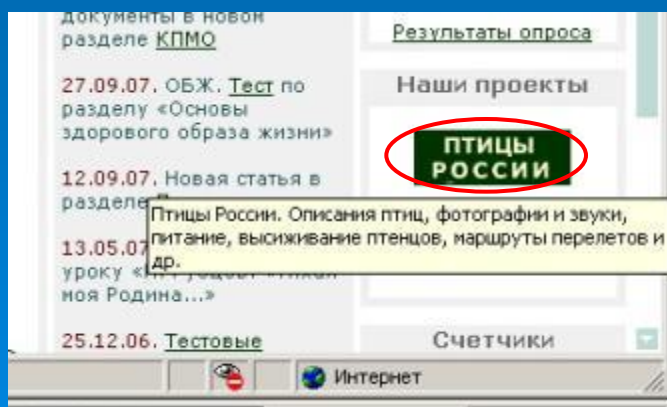 документы в новом
разделе КПМО
27.09.07. ОБЖ. Тест по
разделу «Основы
здорового образа жизни»
12.09.07. Новая статья в
разделе
13.05.07
уроку
моя Родина...»
25.12.06. Тестовые
Результаты опроса
Наши проекты
ПТИЦЫ
РОССИИ
Птицы России. Описания птиц, фотографии и звуки,
питание, высиживание птенцов, маршруты перелетов и
др.
Счетчики
Интернет